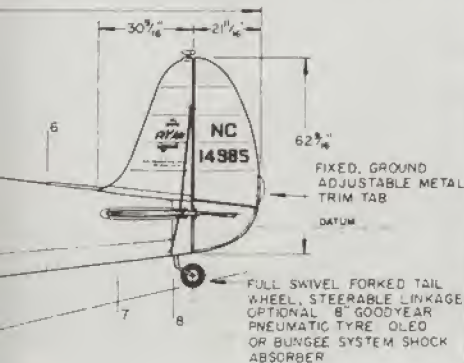 30 9/16" 21 11/16"
6
RYAN
NC
14985
62 9/16"
FIXED, GROUND
ADJUSTABLE METAL
TRIM TAB
DATUM
FULL SWIVEL FORKED TAIL
WHEEL, STEERABLE LINKAGE
OPTIONAL 8" GOODYEAR
PNEUMATIC TYRE OLEO
OR BUNGEE SYSTEM SHOCK
ABSORBER
7 8